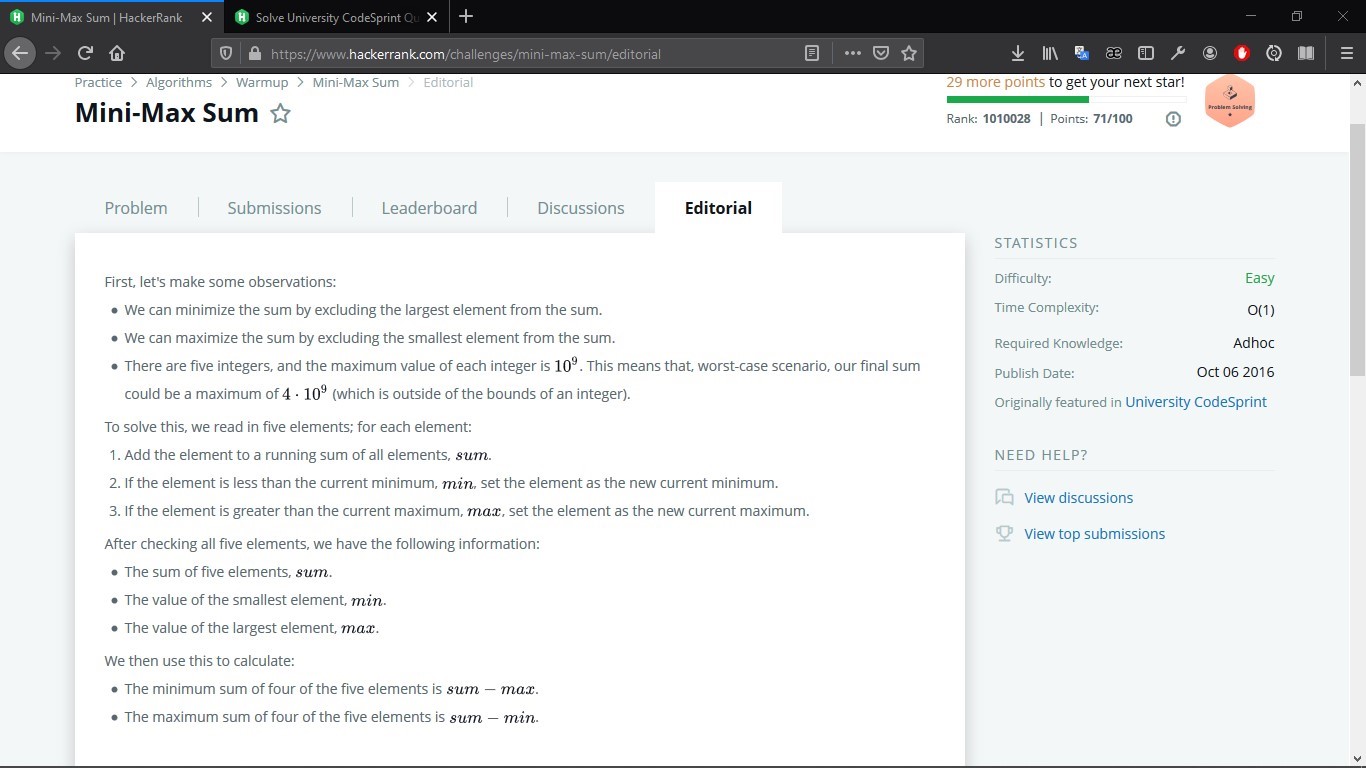 Mini-Max Sum | HackerRank
Solve University CodeSprint Qu
https://www.hackerrank.com/challenges/mini-max-sum/editorial
Practice > Algorithms > Warmup > Mini-Max Sum > Editorial
Mini-Max Sum
29 more points to get your next star!
Rank: 1010028 | Points: 71/100
Problem Solving
Problem
Submissions
Leaderboard
Discussions
Editorial
First, let's make some observations:
• We can minimize the sum by excluding the largest element from the sum.
• We can maximize the sum by excluding the smallest element from the sum.
• There are five integers, and the maximum value of each integer is 10⁹. This means that, worst-case scenario, our final sum
could be a maximum of 4 · 10⁹ (which is outside of the bounds of an integer).
To solve this, we read in five elements; for each element:
1. Add the element to a running sum of all elements, sum.
2. If the element is less than the current minimum, min, set the element as the new current minimum.
3. If the element is greater than the current maximum, max, set the element as the new current maximum.
After checking all five elements, we have the following information:
• The sum of five elements, sum.
• The value of the smallest element, min.
• The value of the largest element, max.
We then use this to calculate:
• The minimum sum of four of the five elements is sum − max.
• The maximum sum of four of the five elements is sum − min.
STATISTICS
Difficulty: Easy
Time Complexity: O(1)
Required Knowledge: Adhoc
Publish Date: Oct 06 2016
Originally featured in University CodeSprint
NEED HELP?
View discussions
View top submissions